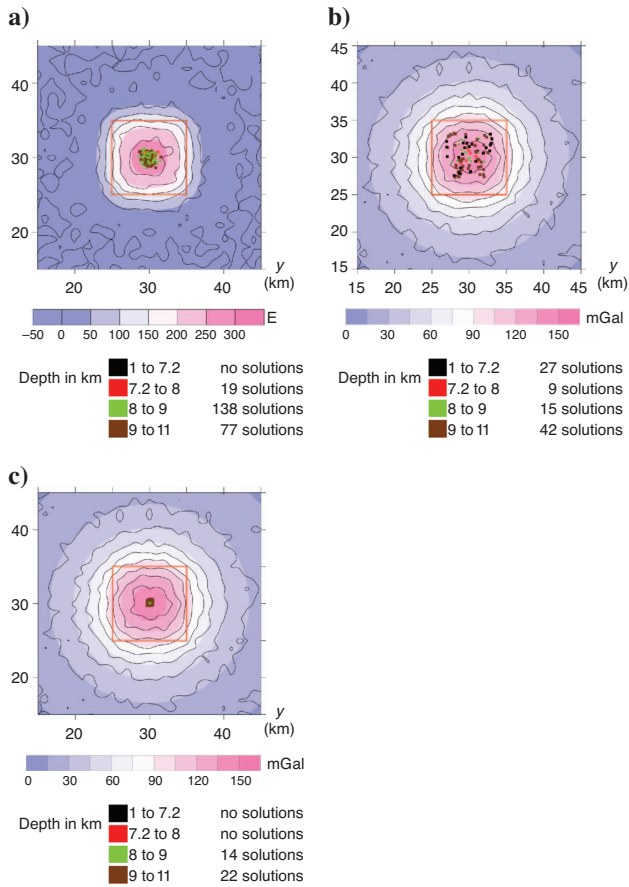 a)
40
30
20
20
30
40
y
(km)
E
–50 0 50 100 150 200 250 300
Depth in km
1 to 7.2 no solutions
7.2 to 8 19 solutions
8 to 9 138 solutions
9 to 11 77 solutions
b)
45
40
35
30
25
20
15
15 20 25 30 35 40 45
y
(km)
mGal
0 30 60 90 120 150
Depth in km
1 to 7.2 27 solutions
7.2 to 8 9 solutions
8 to 9 15 solutions
9 to 11 42 solutions
c)
40
30
20
20 30 40
y
(km)
mGal
0 30 60 90 120 150
Depth in km
1 to 7.2 no solutions
7.2 to 8 no solutions
8 to 9 14 solutions
9 to 11 22 solutions